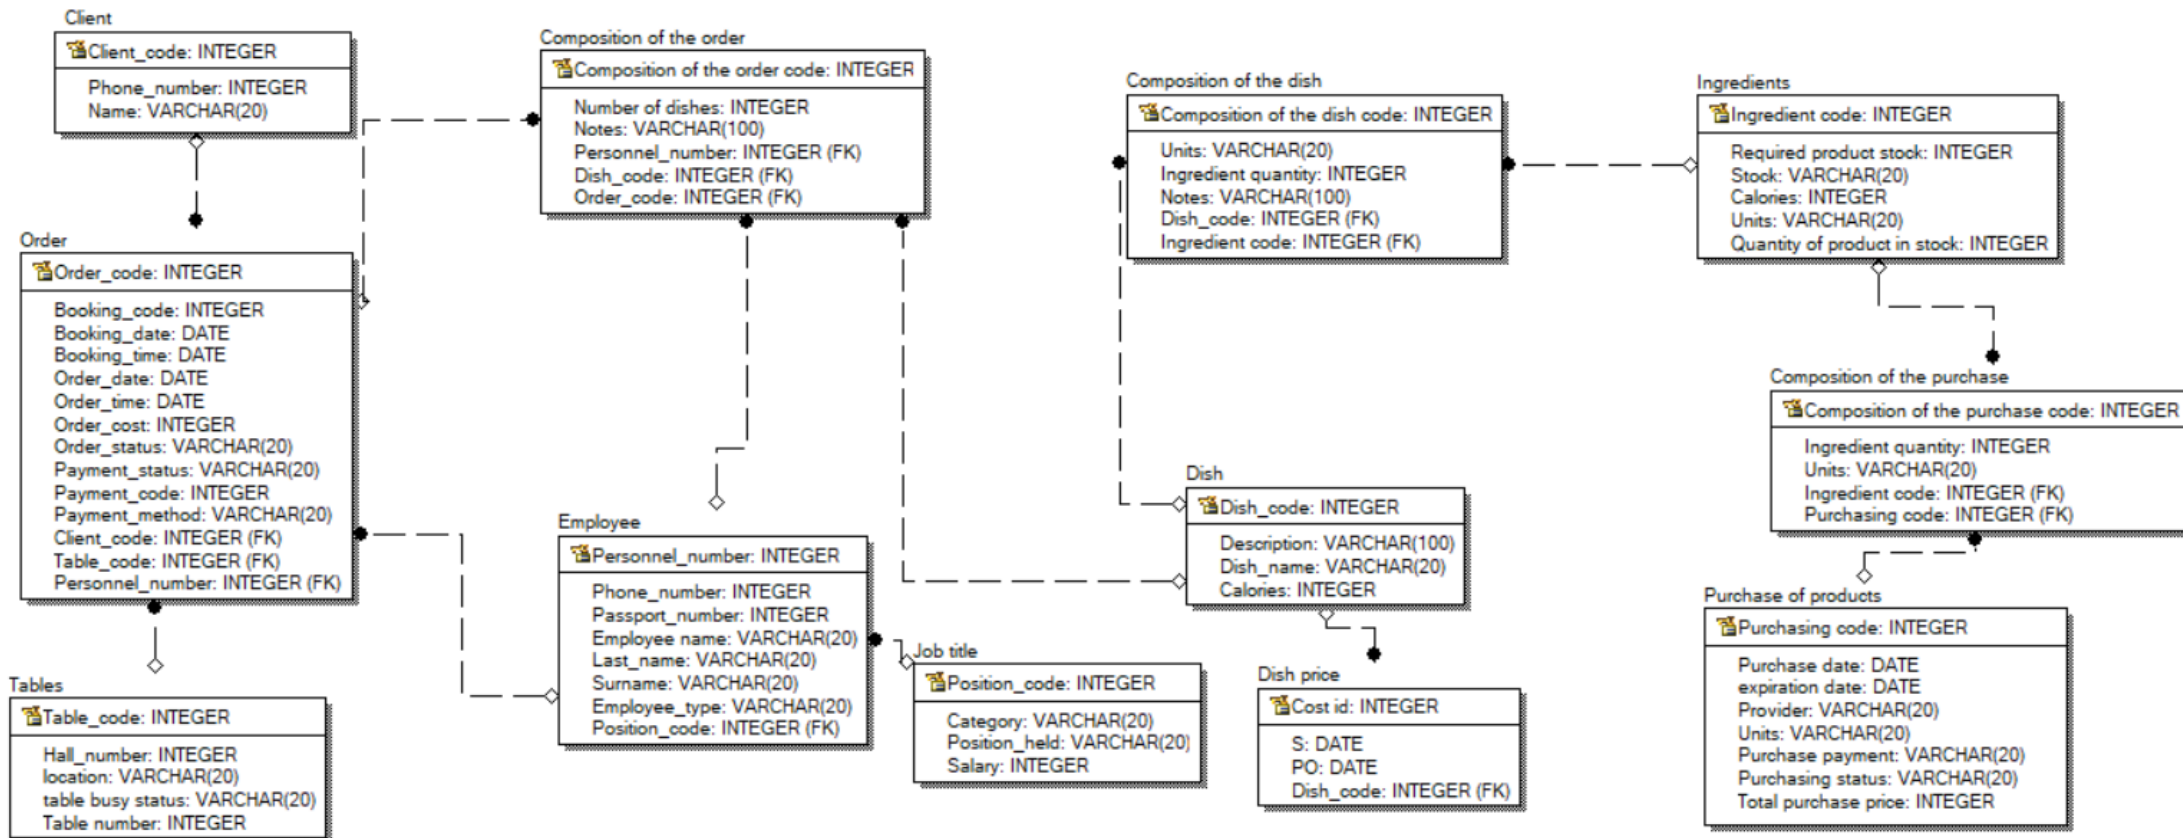 Client
Client_code: INTEGER
Phone_number: INTEGER
Name: VARCHAR(20)
Composition of the order
Composition of the order code: INTEGER
Number of dishes: INTEGER
Notes: VARCHAR(100)
Personnel_number: INTEGER (FK)
Dish_code: INTEGER (FK)
Order_code: INTEGER (FK)
Composition of the dish
Composition of the dish code: INTEGER
Units: VARCHAR(20)
Ingredient quantity: INTEGER
Notes: VARCHAR(100)
Dish_code: INTEGER (FK)
Ingredient code: INTEGER (FK)
Ingredients
Ingredient code: INTEGER
Required product stock: INTEGER
Stock: VARCHAR(20)
Calories: INTEGER
Units: VARCHAR(20)
Quantity of product in stock: INTEGER
Order
Order_code: INTEGER
Booking_code: INTEGER
Booking_date: DATE
Booking_time: DATE
Order_date: DATE
Order_time: DATE
Order_cost: INTEGER
Order_status: VARCHAR(20)
Payment_status: VARCHAR(20)
Payment_code: INTEGER
Payment_method: VARCHAR(20)
Client_code: INTEGER (FK)
Table_code: INTEGER (FK)
Personnel_number: INTEGER (FK)
Composition of the purchase
Composition of the purchase code: INTEGER
Ingredient quantity: INTEGER
Units: VARCHAR(20)
Ingredient code: INTEGER (FK)
Purchasing code: INTEGER (FK)
Dish
Dish_code: INTEGER
Description: VARCHAR(100)
Dish_name: VARCHAR(20)
Calories: INTEGER
Employee
Personnel_number: INTEGER
Phone_number: INTEGER
Passport_number: INTEGER
Employee name: VARCHAR(20)
Last_name: VARCHAR(20)
Surname: VARCHAR(20)
Employee_type: VARCHAR(20)
Position_code: INTEGER (FK)
Job title
Position_code: INTEGER
Category: VARCHAR(20)
Position_held: VARCHAR(20)
Salary: INTEGER
Dish price
Cost id: INTEGER
S: DATE
PO: DATE
Dish_code: INTEGER (FK)
Purchase of products
Purchasing code: INTEGER
Purchase date: DATE
expiration date: DATE
Provider: VARCHAR(20)
Units: VARCHAR(20)
Purchase payment: VARCHAR(20)
Purchasing status: VARCHAR(20)
Total purchase price: INTEGER
Tables
Table_code: INTEGER
Hall_number: INTEGER
location: VARCHAR(20)
table busy status: VARCHAR(20)
Table number: INTEGER